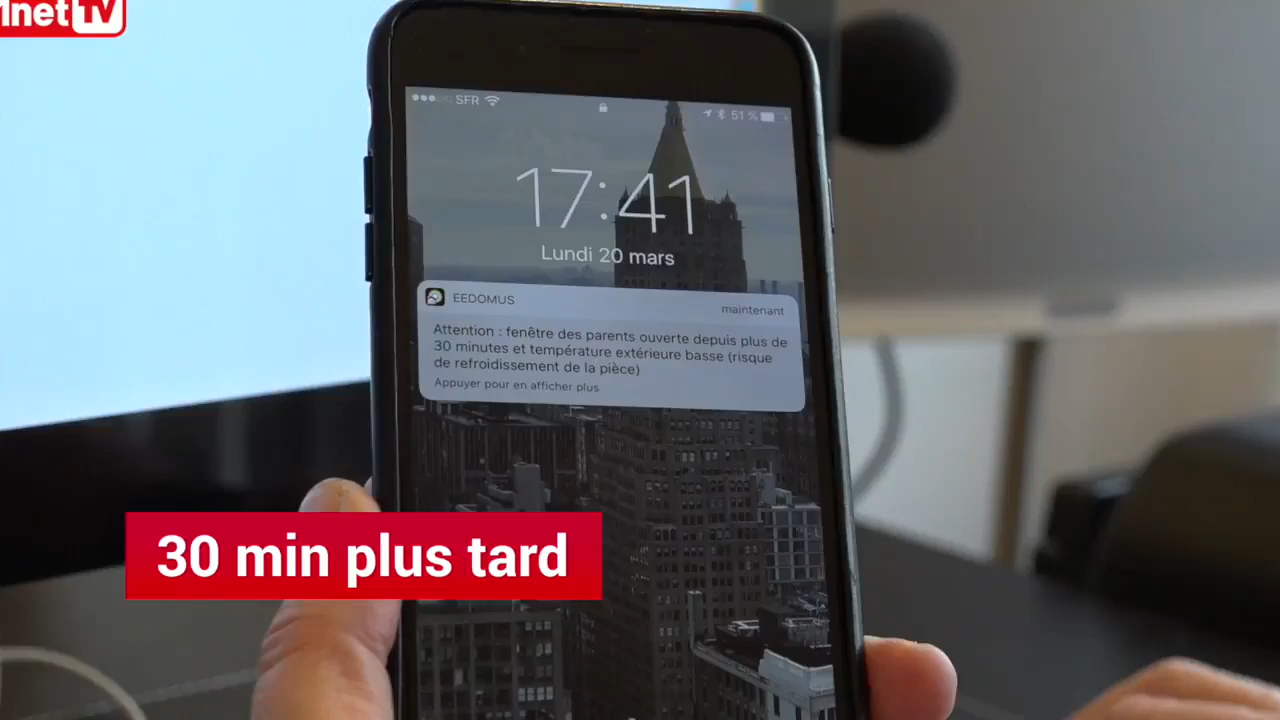 1netTV
SFR
51 %
17:41
Lundi 20 mars
EEDOMUS
maintenant
Attention : fenêtre des parents ouverte depuis plus de
30 minutes et température extérieure basse (risque
de refroidissement de la pièce)
Appuyer pour en afficher plus
30 min plus tard